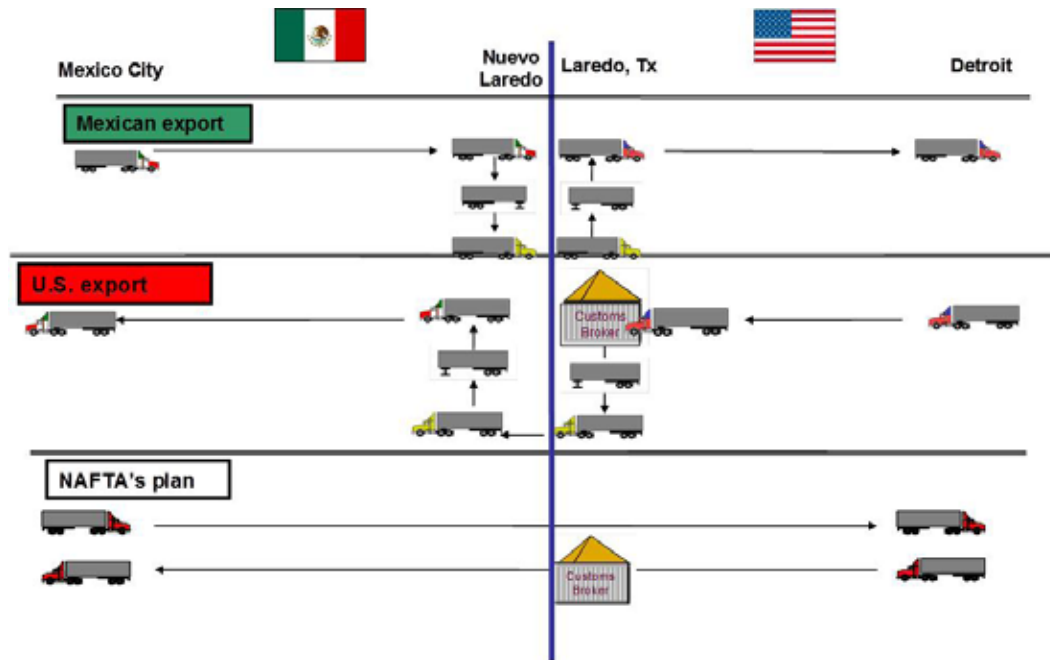 Mexico City
Nuevo
Laredo
Laredo, Tx
Detroit
Mexican export
U.S. export
Customs
Broker
NAFTA's plan
Customs
Broker